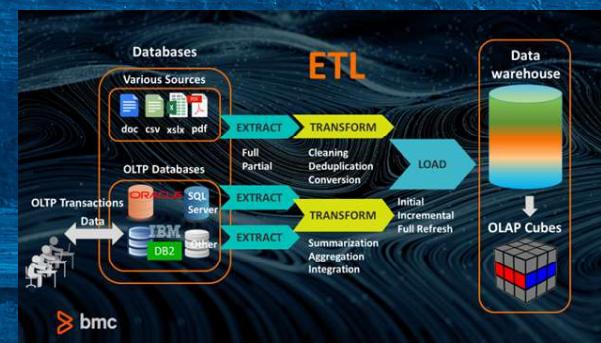 ETL
Databases
Various Sources
doc csv xslx pdf
OLTP Databases
ORACLE
SQL
Server
IBM
DB2
Other
OLTP Transactions
Data
EXTRACT
Full
Partial
TRANSFORM
Cleaning
Deduplication
Conversion
EXTRACT
EXTRACT
TRANSFORM
Summarization
Aggregation
Integration
LOAD
Initial
Incremental
Full Refresh
Data
warehouse
OLAP Cubes
bmc